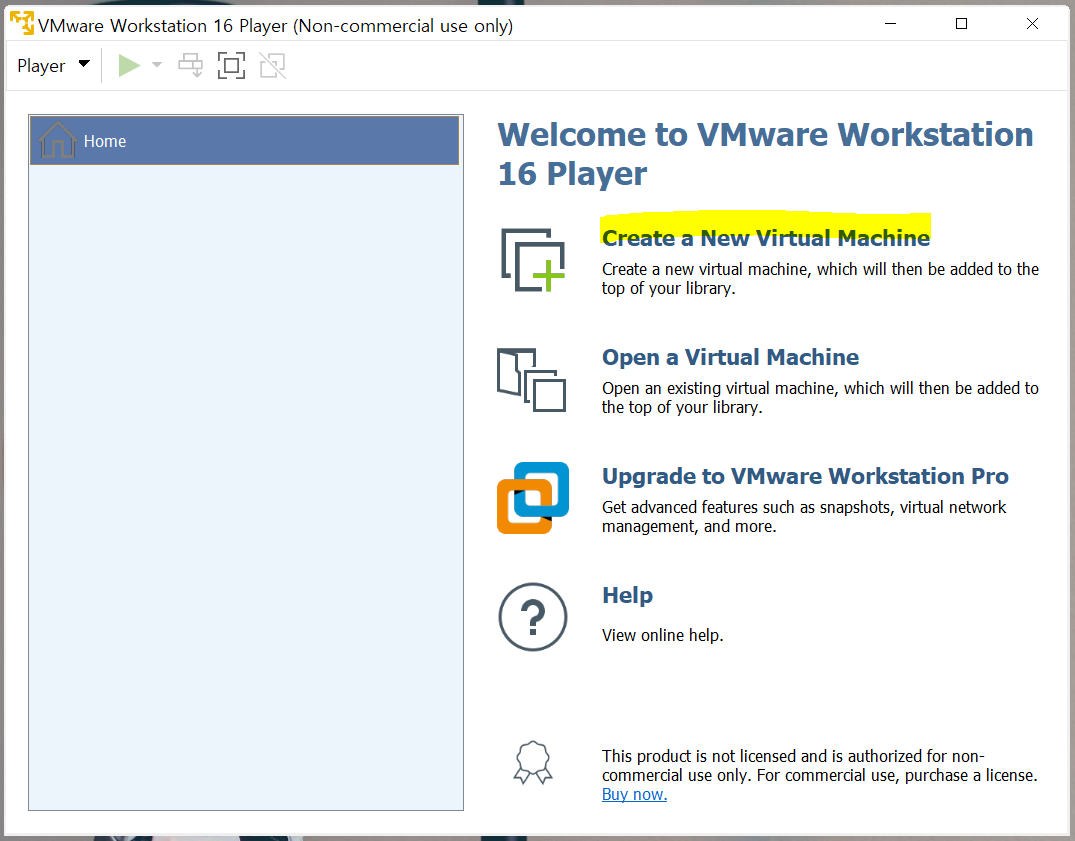 VMware Workstation 16 Player (Non-commercial use only)
Player
Home
Welcome to VMware Workstation
16 Player
Create a New Virtual Machine
Create a new virtual machine, which will then be added to the
top of your library.
Open a Virtual Machine
Open an existing virtual machine, which will then be added to
the top of your library.
Upgrade to VMware Workstation Pro
Get advanced features such as snapshots, virtual network
management, and more.
Help
View online help.
This product is not licensed and is authorized for non-
commercial use only. For commercial use, purchase a license.
Buy now.